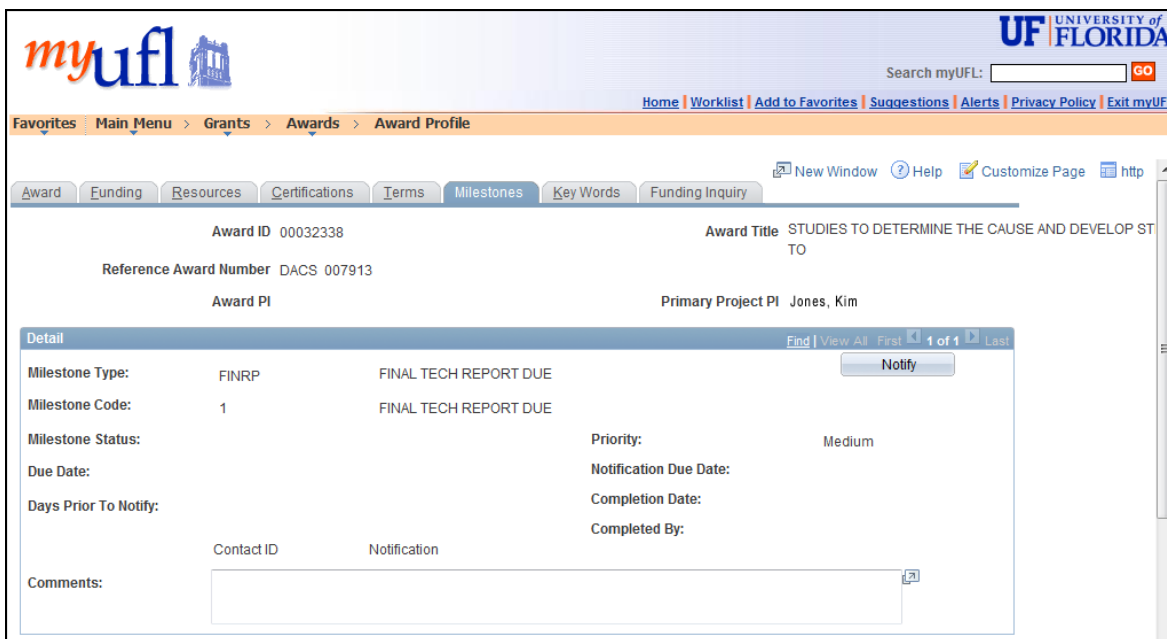 myufl
UF UNIVERSITY of FLORIDA
Search myUFL: GO
Home | Worklist | Add to Favorites | Suggestions | Alerts | Privacy Policy | Exit myUF
Favorites Main Menu > Grants > Awards > Award Profile
New Window Help Customize Page http
Award Funding Resources Certifications Terms Milestones Key Words Funding Inquiry
Award ID 00032338 Award Title STUDIES TO DETERMINE THE CAUSE AND DEVELOP ST
TO
Reference Award Number DACS 007913
Award PI Primary Project PI Jones, Kim
Detail Find | View All First 1 of 1 Last
Notify
Milestone Type: FINRP FINAL TECH REPORT DUE
Milestone Code: 1 FINAL TECH REPORT DUE
Milestone Status: Priority: Medium
Due Date: Notification Due Date:
Days Prior To Notify: Completion Date:
Completed By:
Contact ID Notification
Comments: